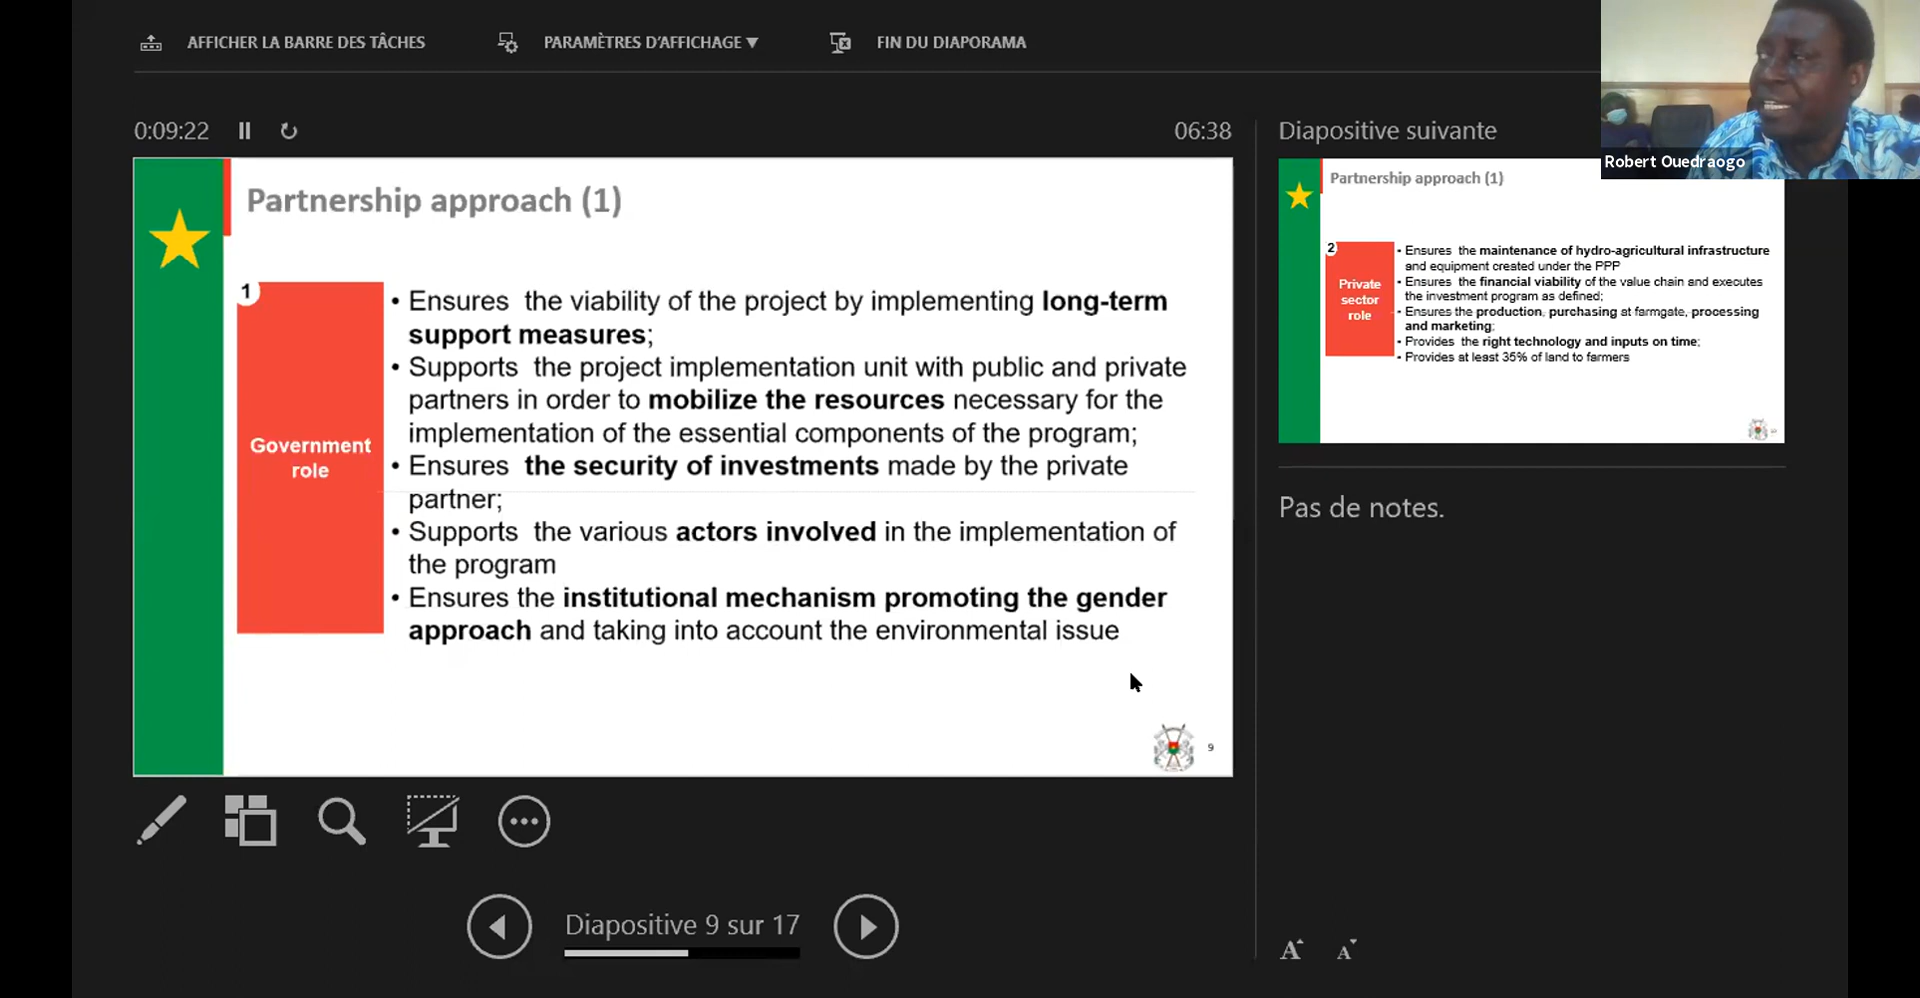 AFFICHER LA BARRE DES TÂCHES
PARAMÈTRES D'AFFICHAGE ▼
FIN DU DIAPORAMA
Robert Ouedraogo
0:09:22
06:38
Partnership approach (1)
1
Government
role
• Ensures the viability of the project by implementing long-term
support measures;
• Supports the project implementation unit with public and private
partners in order to mobilize the resources necessary for the
implementation of the essential components of the program;
• Ensures the security of investments made by the private
partner;
• Supports the various actors involved in the implementation of
the program
• Ensures the institutional mechanism promoting the gender
approach and taking into account the environmental issue
9
Diapositive 9 sur 17
Diapositive suivante
Partnership approach (1)
2
Private
sector
role
• Ensures the maintenance of hydro-agricultural infrastructure
and equipment created under the PPP
• Ensures the financial viability of the value chain and executes
the investment program as defined;
• Ensures the production, purchasing at farmgate, processing
and marketing;
• Provides the right technology and inputs on time;
• Provides at least 35% of land to farmers
Pas de notes.
A A